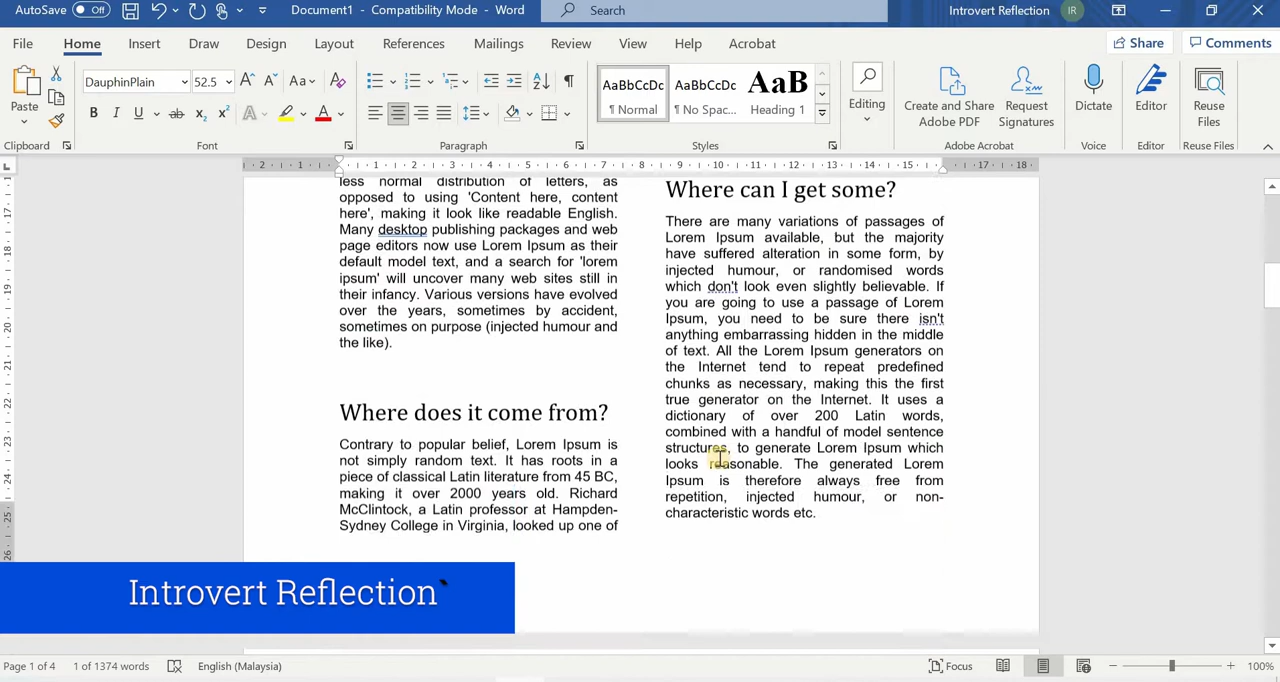 AutoSave Off Document1 - Compatibility Mode - Word Search Introvert Reflection IR
File Home Insert Draw Design Layout References Mailings Review View Help Acrobat Share Comments
Paste
Clipboard
DauphinPlain 52.5
Font
Paragraph
AaBbCcDc AaBbCcDc AaB
¶ Normal ¶ No Spac... Heading 1
Styles
Editing
Create and Share Adobe PDF
Request Signatures
Adobe Acrobat
Dictate
Voice
Editor
Editor
Reuse Files
Reuse Files
less normal distribution of letters, as
opposed to using 'Content here, content
here', making it look like readable English.
Many desktop publishing packages and web
page editors now use Lorem Ipsum as their
default model text, and a search for 'lorem
ipsum' will uncover many web sites still in
their infancy. Various versions have evolved
over the years, sometimes by accident,
sometimes on purpose (injected humour and
the like).
Where does it come from?
Contrary to popular belief, Lorem Ipsum is
not simply random text. It has roots in a
piece of classical Latin literature from 45 BC,
making it over 2000 years old. Richard
McClintock, a Latin professor at Hampden-
Sydney College in Virginia, looked up one of
Where can I get some?
There are many variations of passages of
Lorem Ipsum available, but the majority
have suffered alteration in some form, by
injected humour, or randomised words
which don't look even slightly believable. If
you are going to use a passage of Lorem
Ipsum, you need to be sure there isn't
anything embarrassing hidden in the middle
of text. All the Lorem Ipsum generators on
the Internet tend to repeat predefined
chunks as necessary, making this the first
true generator on the Internet. It uses a
dictionary of over 200 Latin words,
combined with a handful of model sentence
structures, to generate Lorem Ipsum which
looks reasonable. The generated Lorem
Ipsum is therefore always free from
repetition, injected humour, or non-
characteristic words etc.
Introvert Reflection
Page 1 of 4 1 of 1374 words English (Malaysia) Focus 100%